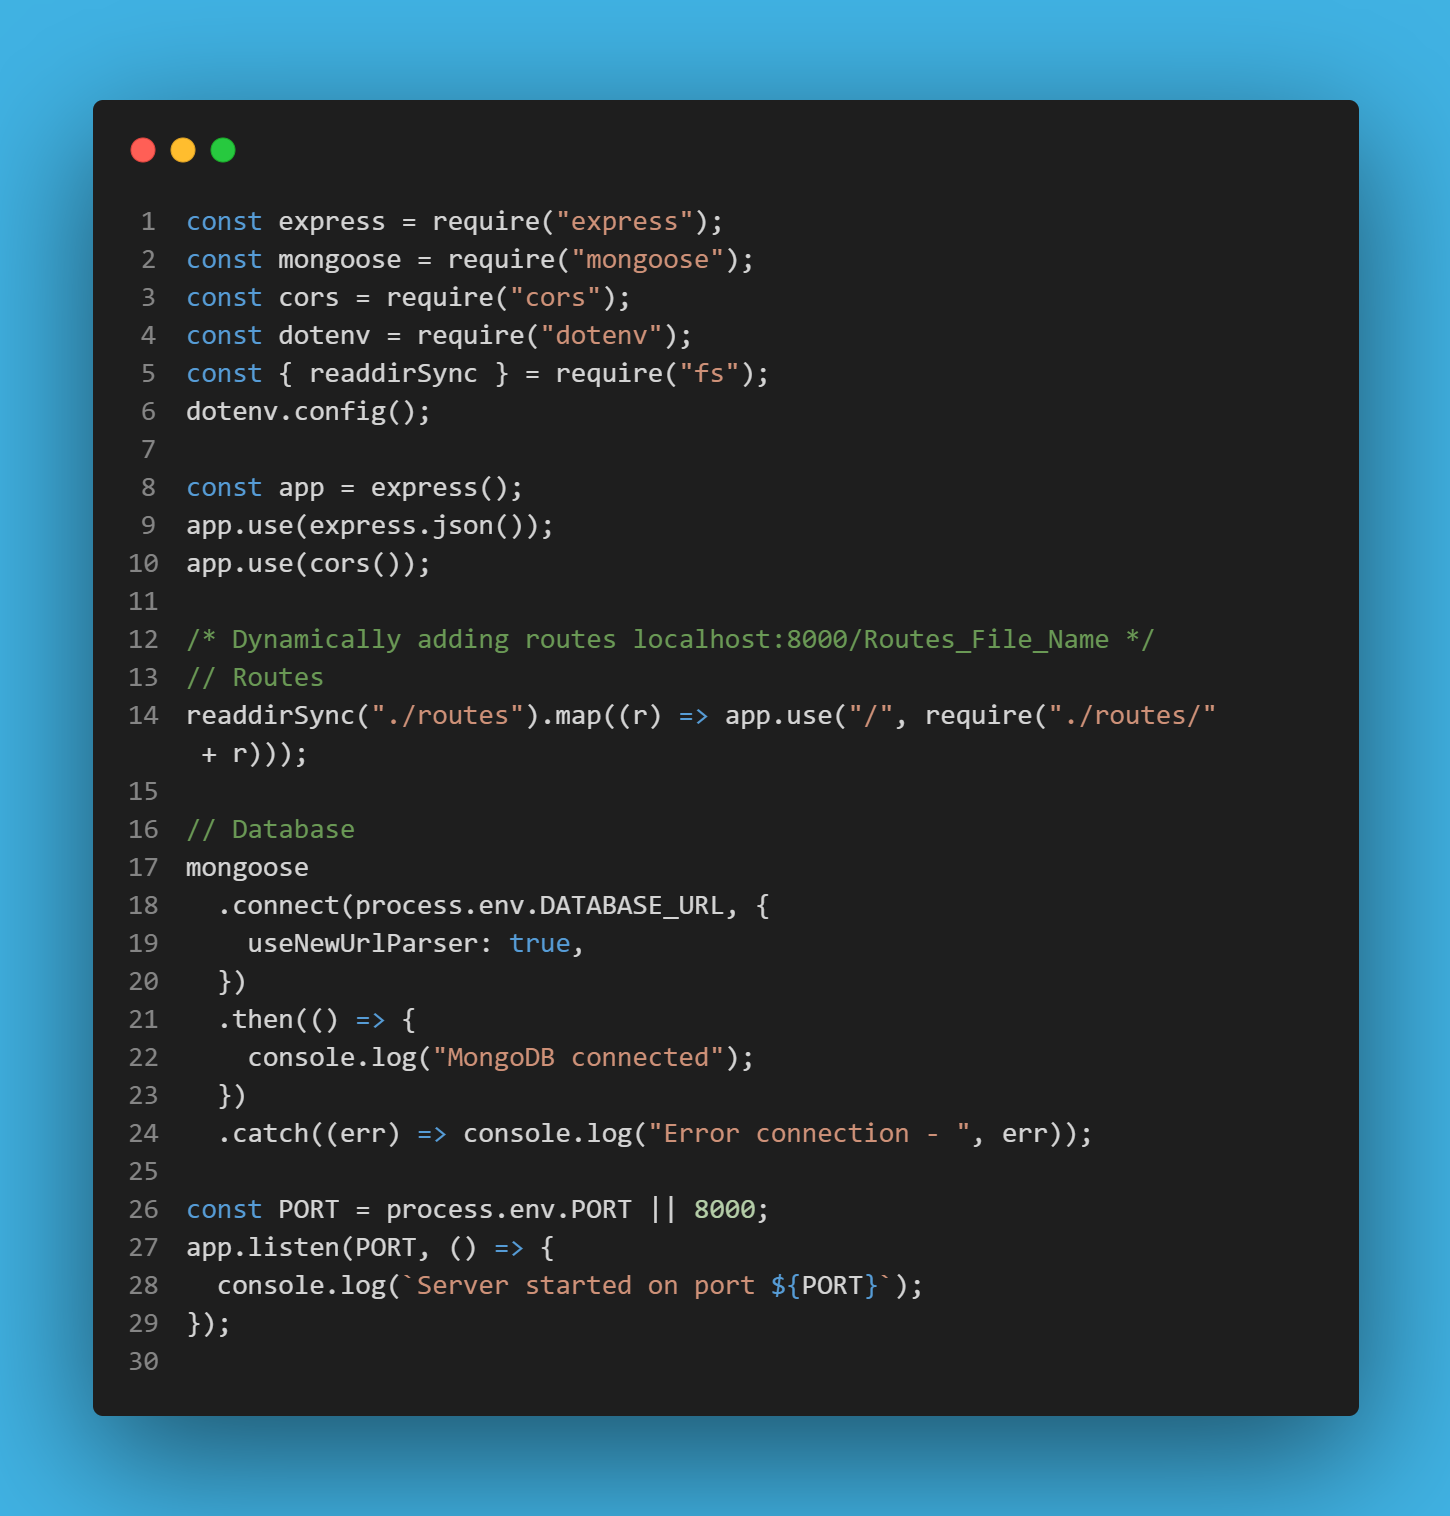 1 const express = require("express");
2 const mongoose = require("mongoose");
3 const cors = require("cors");
4 const dotenv = require("dotenv");
5 const { readdirSync } = require("fs");
6 dotenv.config();
7
8 const app = express();
9 app.use(express.json());
10 app.use(cors());
11
12 /* Dynamically adding routes localhost:8000/Routes_File_Name */
13 // Routes
14 readdirSync("./routes").map((r) => app.use("/", require("./routes/"
 + r)));
15
16 // Database
17 mongoose
18   .connect(process.env.DATABASE_URL, {
19     useNewUrlParser: true,
20   })
21   .then(() => {
22     console.log("MongoDB connected");
23   })
24   .catch((err) => console.log("Error connection - ", err));
25
26 const PORT = process.env.PORT || 8000;
27 app.listen(PORT, () => {
28   console.log(`Server started on port ${PORT}`);
29 });
30